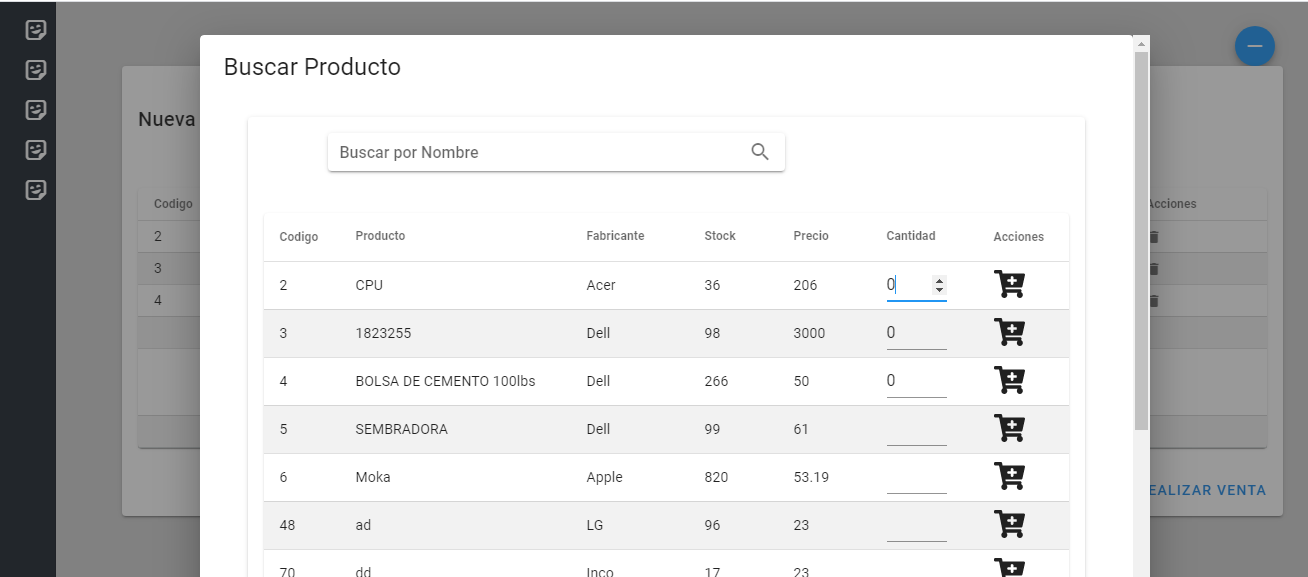 Buscar Producto
Nueva
Buscar por Nombre
Codigo
Acciones
Codigo Producto Fabricante Stock Precio Cantidad Acciones
2
2 CPU Acer 36 206 0
3
3 1823255 Dell 98 3000 0
4
4 BOLSA DE CEMENTO 100lbs Dell 266 50 0
5 SEMBRADORA Dell 99 61
6 Moka Apple 820 53.19
EALIZAR VENTA
48 ad LG 96 23
70 dd Inco 17 23